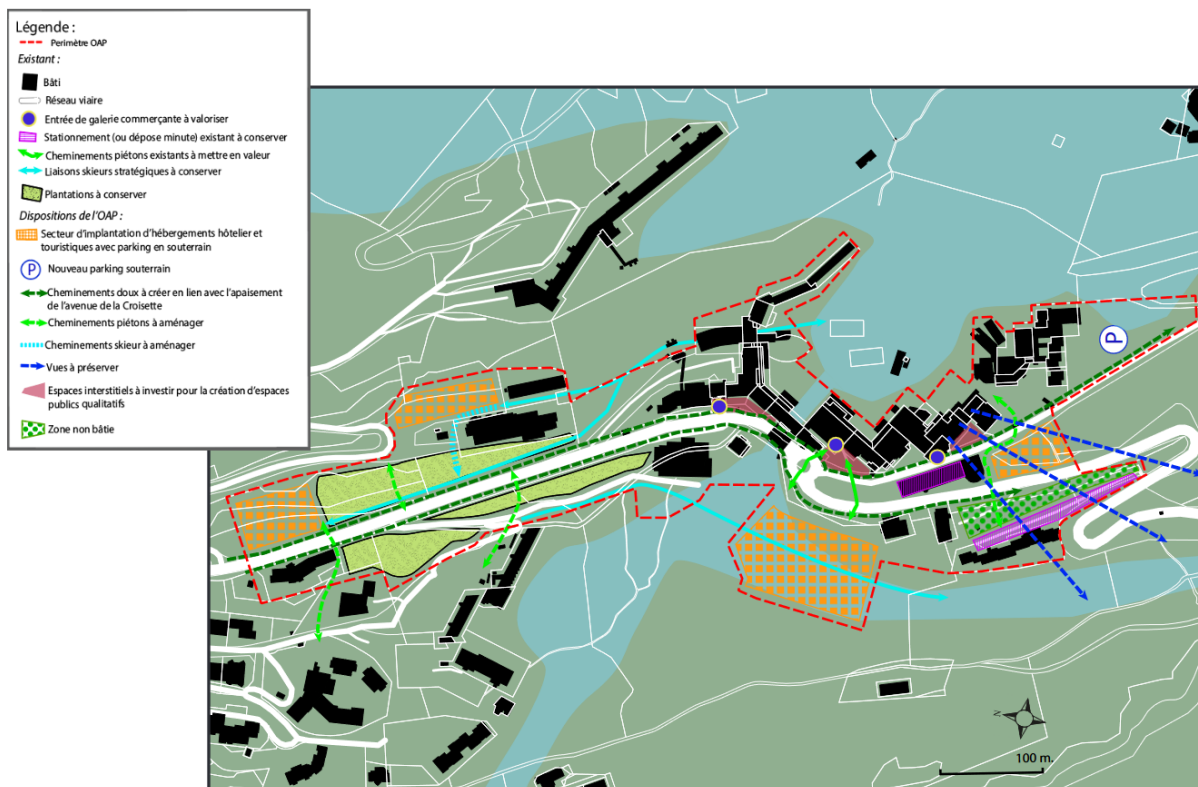 Légende :
Perimètre OAP
Existant :
Bâti
Réseau viaire
Entrée de galerie commerçante à valoriser
Stationnement (ou dépose minute) existant à conserver
Cheminements piétons existants à mettre en valeur
Liaisons skieurs stratégiques à conserver
Plantations à conserver
Dispositions de l'OAP :
Secteur d'implantation d'hébergements hôtelier et
touristiques avec parking en souterrain
P Nouveau parking souterrain
Cheminements doux à créer en lien avec l'apaisement
de l'avenue de la Croisette
Cheminements piétons à aménager
Cheminements skieur à aménager
Vues à préserver
Espaces interstitiels à investir pour la création d'espaces
publics qualitatifs
Zone non bâtie
P
N
100 m.